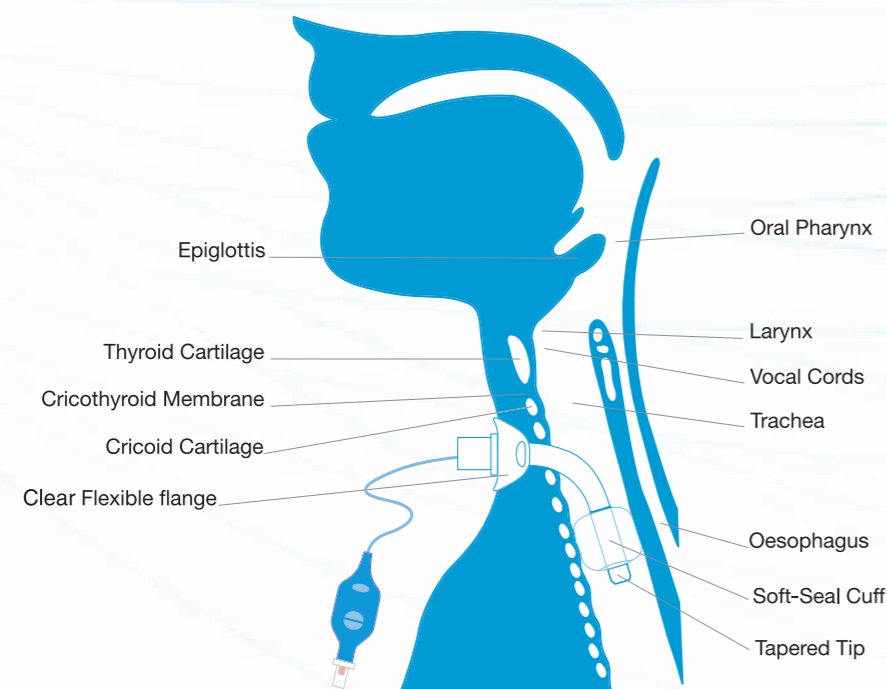 Epiglottis
Thyroid Cartilage
Cricothyroid Membrane
Cricoid Cartilage
Clear Flexible flange
Oral Pharynx
Larynx
Vocal Cords
Trachea
Oesophagus
Soft-Seal Cuff
Tapered Tip